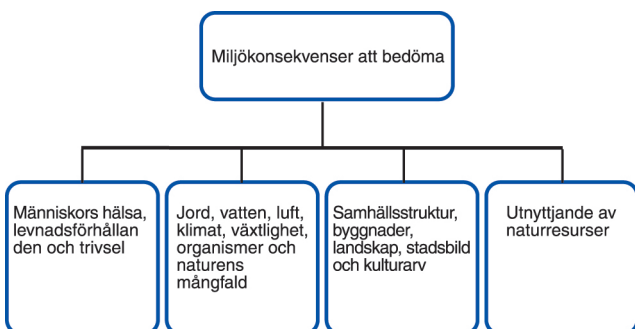 Miljökonsekvenser att bedöma
Människors hälsa,
levnadsförhållan
den och trivsel
Jord, vatten, luft,
klimat, växtlighet,
organismer och
naturens
mångfald
Samhällsstruktur,
byggnader,
landskap, stadsbild
och kulturarv
Utnyttjande av
naturresurser